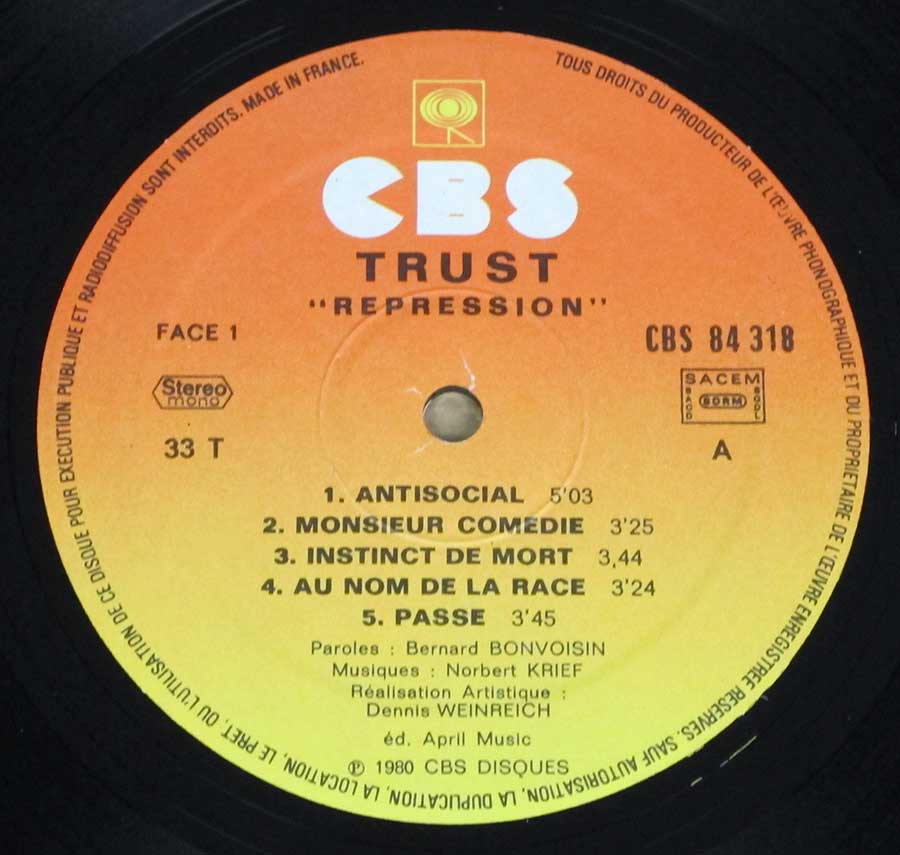 TOUS DROITS DU PRODUCTEUR DE L'ŒUVRE PHONOGRAPHIQUE ET DU PROPRIETAIRE DE L'ŒUVRE ENREGISTREE RESERVES. SAUF AUTORISATION, LA DUPLICATION, LA LOCATION, LE PRET, OU L'UTILISATION DE CE DISQUE POUR EXECUTION PUBLIQUE ET RADIODIFFUSION SONT INTERDITS. MADE IN FRANCE.
CBS
TRUST
"REPRESSION"
FACE 1
CBS 84 318
Stereo
mono
SACEM
SACD
SDRM
SGDL
33 T
A
1. ANTISOCIAL 5'03
2. MONSIEUR COMEDIE 3'25
3. INSTINCT DE MORT 3,44
4. AU NOM DE LA RACE 3'24
5. PASSE 3'45
Paroles : Bernard BONVOISIN
Musiques : Norbert KRIEF
Réalisation Artistique :
Dennis WEINREICH
éd. April Music
℗ 1980 CBS DISQUES